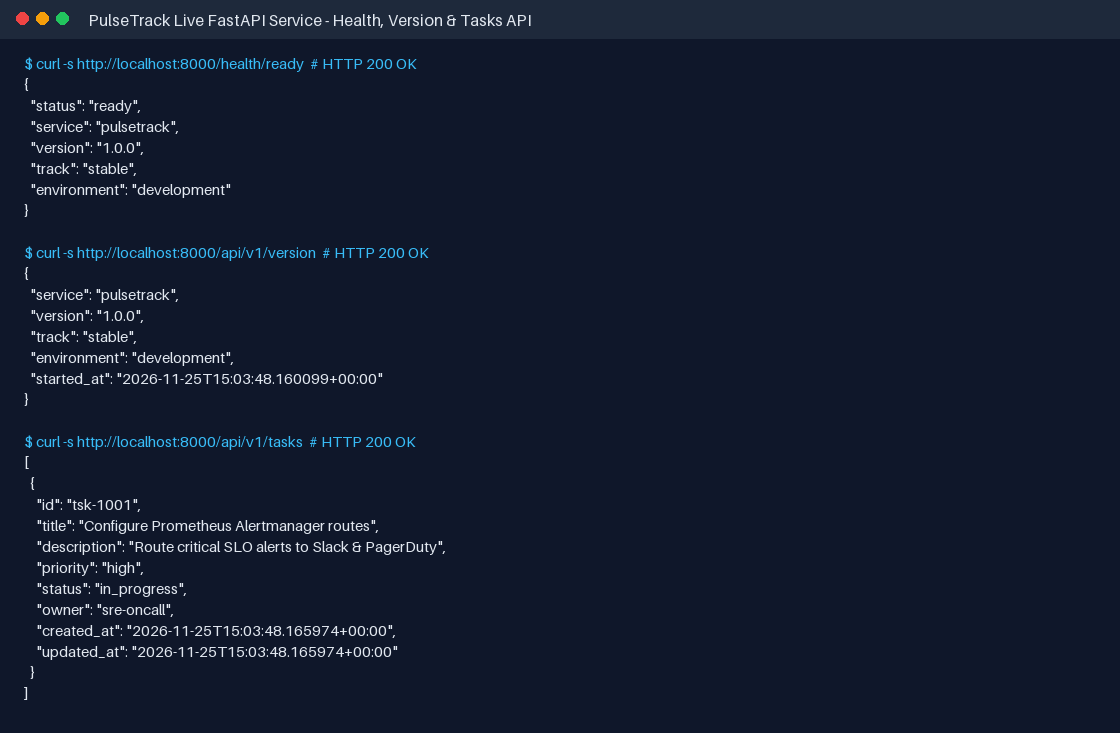 PulseTrack Live FastAPI Service - Health, Version & Tasks API
$ curl -s http://localhost:8000/health/ready  # HTTP 200 OK
{
  "status": "ready",
  "service": "pulsetrack",
  "version": "1.0.0",
  "track": "stable",
  "environment": "development"
}
$ curl -s http://localhost:8000/api/v1/version  # HTTP 200 OK
{
  "service": "pulsetrack",
  "version": "1.0.0",
  "track": "stable",
  "environment": "development",
  "started_at": "2026-11-25T15:03:48.160099+00:00"
}
$ curl -s http://localhost:8000/api/v1/tasks  # HTTP 200 OK
[
  {
    "id": "tsk-1001",
    "title": "Configure Prometheus Alertmanager routes",
    "description": "Route critical SLO alerts to Slack & PagerDuty",
    "priority": "high",
    "status": "in_progress",
    "owner": "sre-oncall",
    "created_at": "2026-11-25T15:03:48.165974+00:00",
    "updated_at": "2026-11-25T15:03:48.165974+00:00"
  }
]